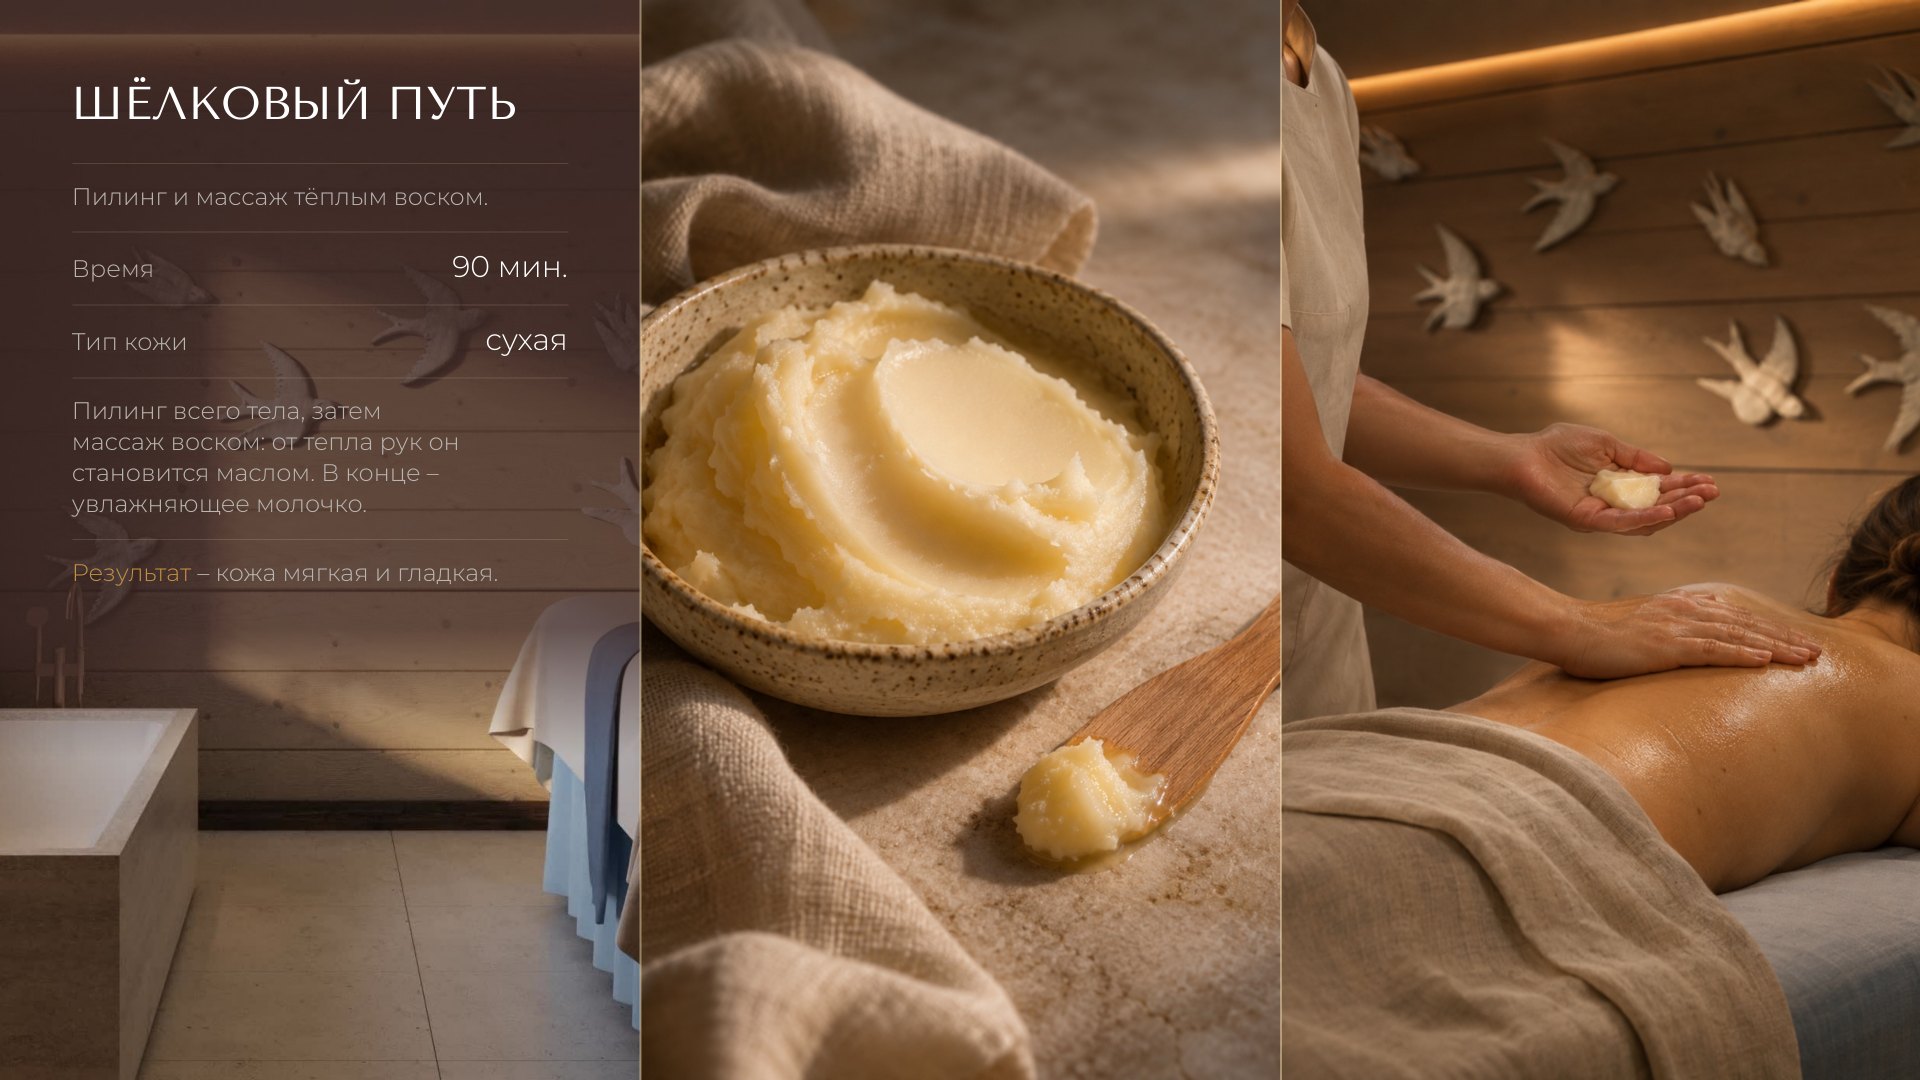 ШЁЛКОВЫЙ ПУТЬ
Пилинг и массаж тёплым воском.
Время 90 мин.
Тип кожи сухая
Пилинг всего тела, затем
массаж воском: от тепла рук он
становится маслом. В конце –
увлажняющее молочко.
Результат – кожа мягкая и гладкая.